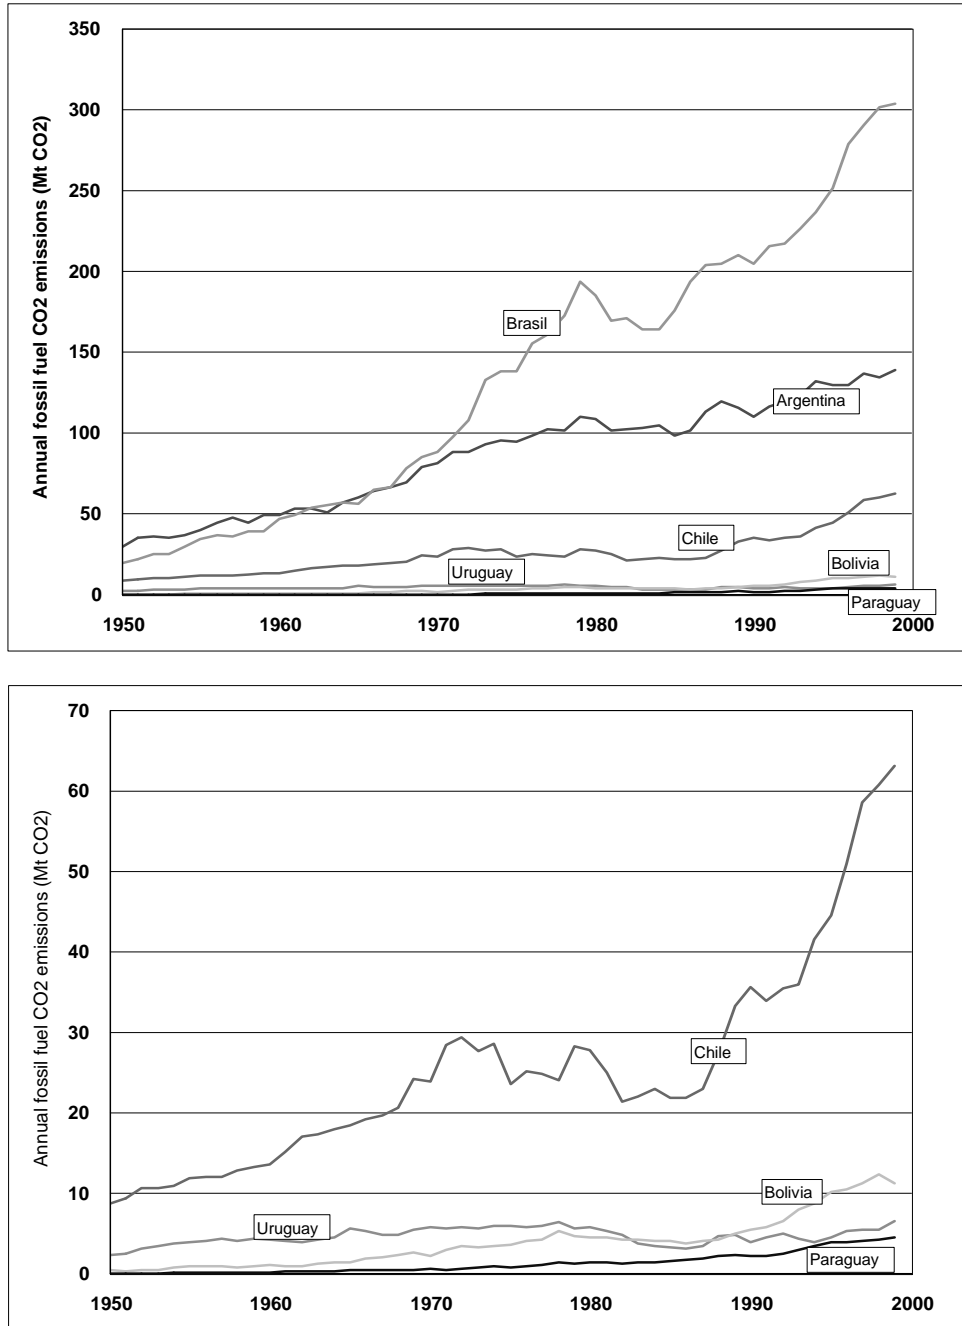 Annual fossil fuel CO2 emissions (Mt CO2)
350
300
250
200
150
100
50
0
Brasil
Argentina
Chile
Uruguay
Bolivia
Paraguay
1950 1960 1970 1980 1990 2000
Annual fossil fuel CO2 emissions (Mt CO2)
70
60
50
40
30
20
10
0
Chile
Bolivia
Uruguay
Paraguay
1950 1960 1970 1980 1990 2000